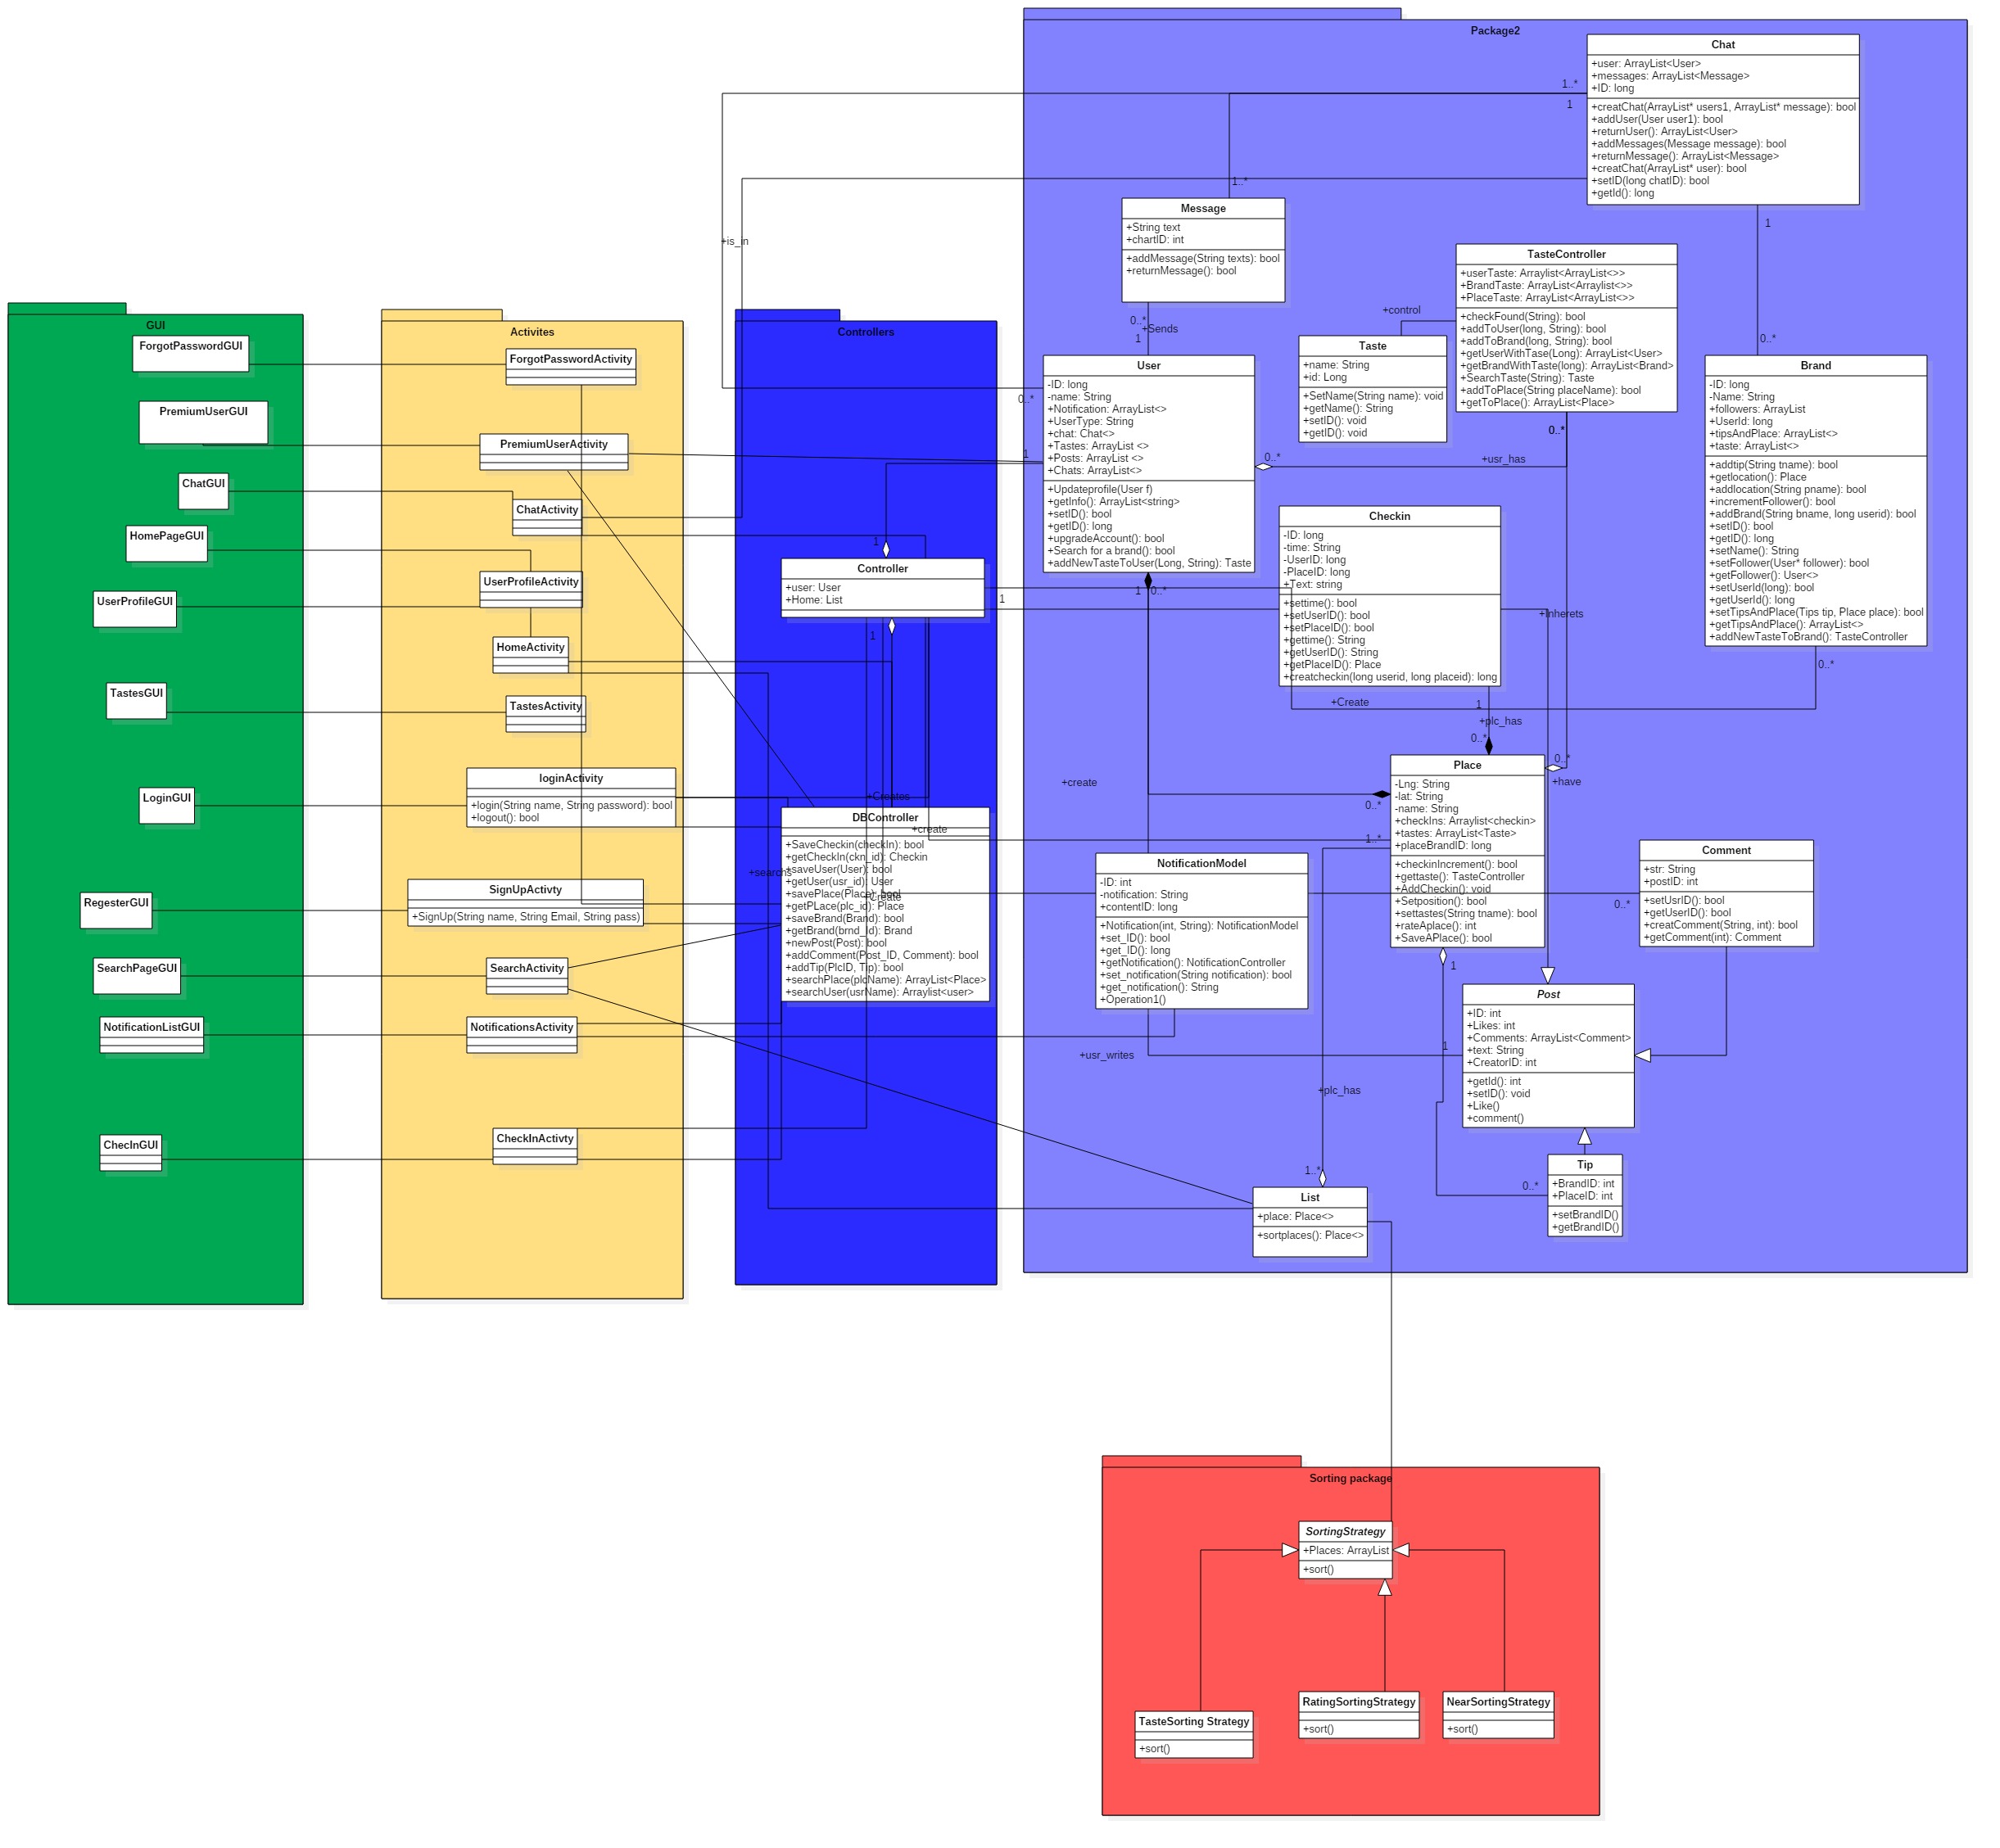 GUI
ForgotPasswordGUI
PremiumUserGUI
ChatGUI
HomePageGUI
UserProfileGUI
TastesGUI
LoginGUI
RegesterGUI
SearchPageGUI
NotificationListGUI
ChecInGUI
Activites
ForgotPasswordActivity
PremiumUserActivity
ChatActivity
UserProfileActivity
HomeActivity
TastesActivity
loginActivity
+login(String name, String password): bool
+logout(): bool
SignUpActivty
+SignUp(String name, String Email, String pass)
SearchActivity
NotificationsActivity
CheckInActivty
Controllers
+is_in
1
Controller
+user: User
+Home: List
1
1
+Creates
DBController
+create
+SaveCheckin(checkIn): bool
+getCheckIn(ckn_id): Checkin
+saveUser(User): bool
+searchs
+getUser(usr_id): User
+savePlace(Place): bool
+Create
+getPLace(plc_id): Place
+saveBrand(Brand): bool
+getBrand(brnd_Id): Brand
+newPost(Post): bool
+addComment(Post_ID, Comment): bool
+addTip(PlcID, Tip): bool
+searchPlace(plcName): ArrayList<Place>
+searchUser(usrName): Arraylist<user>
Package2
Chat
+user: ArrayList<User>
+messages: ArrayList<Message>
+ID: long
+creatChat(ArrayList* users1, ArrayList* message): bool
+addUser(User user1): bool
+returnUser(): ArrayList<User>
+addMessages(Message message): bool
+returnMessage(): ArrayList<Message>
+creatChat(ArrayList* user): bool
+setID(long chatID): bool
+getId(): long
1..*
1
1..*
1
Message
+String text
+chartID: int
+addMessage(String texts): bool
+returnMessage(): bool
0..*
+Sends
1
TasteController
+userTaste: Arraylist<ArrayList<>>
+BrandTaste: ArrayList<Arraylist<>>
+PlaceTaste: ArrayList<ArrayList<>>
+checkFound(String): bool
+addToUser(long, String): bool
+addToBrand(long, String): bool
+getUserWithTase(Long): ArrayList<User>
+getBrandWithTaste(long): ArrayList<Brand>
+SearchTaste(String): Taste
+addToPlace(String placeName): bool
+getToPlace(): ArrayList<Place>
+control
Taste
+name: String
+id: Long
+SetName(String name): void
+getName(): String
+setID(): void
+getID(): void
0..*
0..*
+usr_has
User
-ID: long
-name: String
+Notification: ArrayList<>
+UserType: String
+chat: Chat<>
+Tastes: ArrayList <>
+Posts: ArrayList <>
+Chats: ArrayList<>
+Updateprofile(User f)
+getInfo(): ArrayList<string>
+setID(): bool
+getID(): long
+upgradeAccount(): bool
+Search for a brand(): bool
+addNewTasteToUser(Long, String): Taste
0..*
1
1
0..*
0..*
Brand
-ID: long
-Name: String
+followers: ArrayList
+UserId: long
+tipsAndPlace: ArrayList<>
+taste: ArrayList<>
+addtip(String tname): bool
+getlocation(): Place
+addlocation(String pname): bool
+incrementFollower(): bool
+addBrand(String bname, long userid): bool
+setID(): bool
+getID(): long
+setName(): String
+setFollower(User* follower): bool
+getFollower(): User<>
+setUserId(long): bool
+getUserId(): long
+setTipsAndPlace(Tips tip, Place place): bool
+getTipsAndPlace(): ArrayList<>
+addNewTasteToBrand(): TasteController
0..*
Checkin
-ID: long
-time: String
-UserID: long
-PlaceID: long
+Text: string
+settime(): bool
+setUserID(): bool
+setPlaceID(): bool
+gettime(): String
+getUserID(): String
+getPlaceID(): Place
+creatcheckin(long userid, long placeid): long
+Inherets
+Create
1
+plc_has
0..*
0..*
+have
+create
0..*
1..*
Place
-Lng: String
-lat: String
-name: String
+checkIns: Arraylist<checkin>
+tastes: ArrayList<Taste>
+placeBrandID: long
+checkinIncrement(): bool
+gettaste(): TasteController
+AddCheckin(): void
+Setposition(): bool
+settastes(String tname): bool
+rateAplace(): int
+SaveAPlace(): bool
NotificationModel
-ID: int
-notification: String
+contentID: long
+Notification(int, String): NotificationModel
+set_ID(): bool
+get_ID(): long
+getNotification(): NotificationController
+set_notification(String notification): bool
+get_notification(): String
+Operation1()
Comment
+str: String
+postID: int
+setUsrID(): bool
+getUserID(): bool
+creatComment(String, int): bool
+getComment(int): Comment
0..*
1
Post
+ID: int
+Likes: int
+Comments: ArrayList<Comment>
+text: String
+CreatorID: int
+getId(): int
+setID(): void
+Like()
+comment()
1
+usr_writes
+plc_has
1..*
0..*
Tip
+BrandID: int
+PlaceID: int
+setBrandID()
+getBrandID()
List
+place: Place<>
+sortplaces(): Place<>
Sorting package
SortingStrategy
+Places: ArrayList
+sort()
TasteSorting Strategy
+sort()
RatingSortingStrategy
+sort()
NearSortingStrategy
+sort()